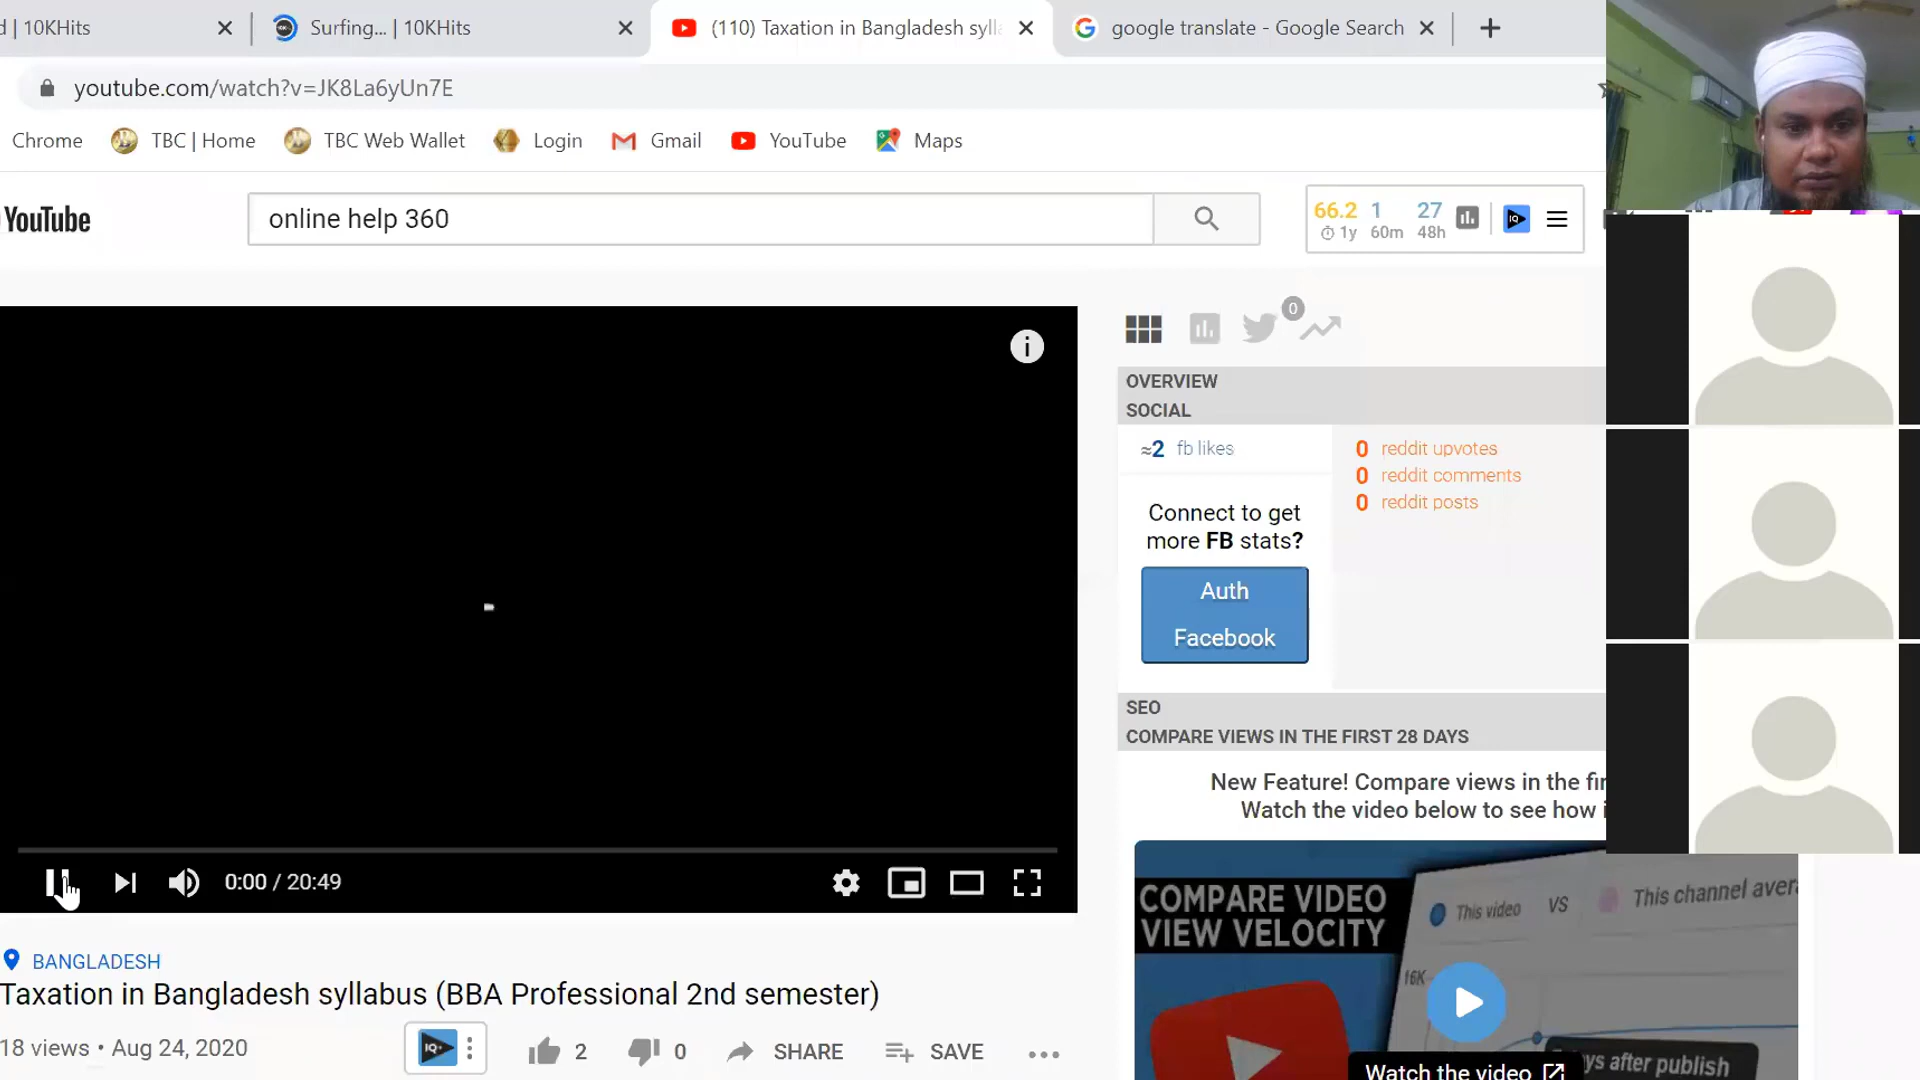 d | 10KHits
Surfing... | 10KHits
(110) Taxation in Bangladesh sylla
google translate - Google Search
youtube.com/watch?v=JK8La6yUn7E
Chrome
TBC | Home
TBC Web Wallet
Login
Gmail
YouTube
Maps
YouTube
online help 360
66.2 1 27
1y 60m 48h
IQ
0
i
OVERVIEW
SOCIAL
≈2 fb likes
0 reddit upvotes
0 reddit comments
0 reddit posts
Connect to get
more FB stats?
Auth
Facebook
SEO
COMPARE VIEWS IN THE FIRST 28 DAYS
New Feature! Compare views in the fir
Watch the video below to see how i
COMPARE VIDEO
VIEW VELOCITY
This video VS This channel avera
16K
ys after publish
Watch the video
0:00 / 20:49
BANGLADESH
Taxation in Bangladesh syllabus (BBA Professional 2nd semester)
18 views • Aug 24, 2020
IQ
2
0
SHARE
SAVE